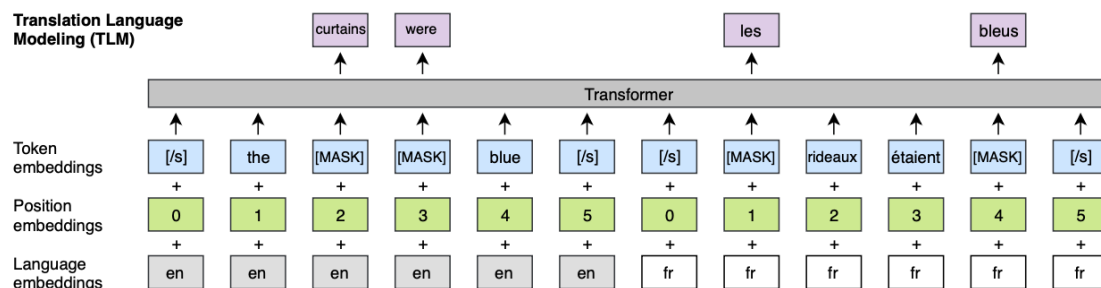 Translation Language
Modeling (TLM)
curtains were les bleus
Transformer
Token
embeddings
[/s] the [MASK] [MASK] blue [/s] [/s] [MASK] rideaux étaient [MASK] [/s]
+ + + + + + + + + + + +
Position
embeddings
0 1 2 3 4 5 0 1 2 3 4 5
+ + + + + + + + + + + +
Language
embeddings
en en en en en en fr fr fr fr fr fr